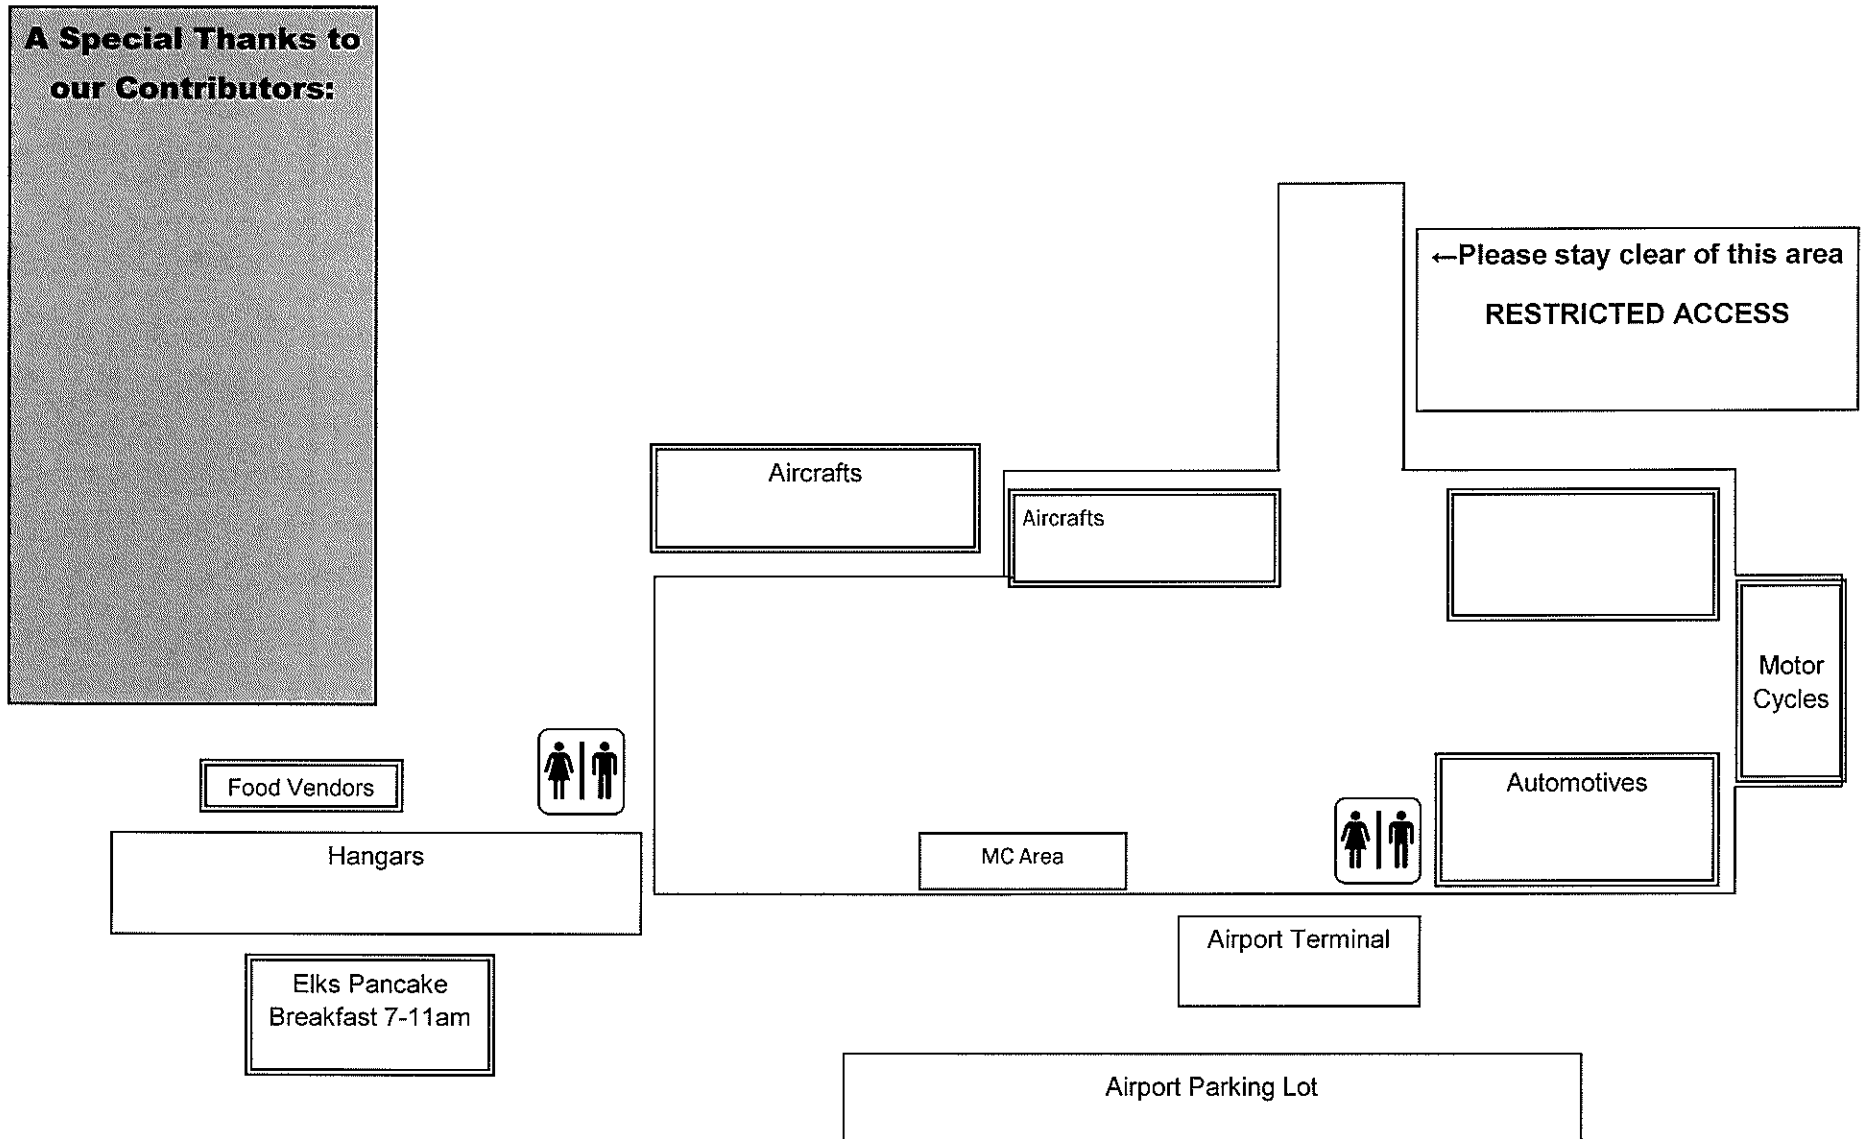 A Special Thanks to
our Contributors:
←Please stay clear of this area
RESTRICTED ACCESS
Aircrafts
Aircrafts
Motor
Cycles
Food Vendors
Automotives
Hangars
MC Area
Airport Terminal
Elks Pancake
Breakfast 7-11am
Airport Parking Lot